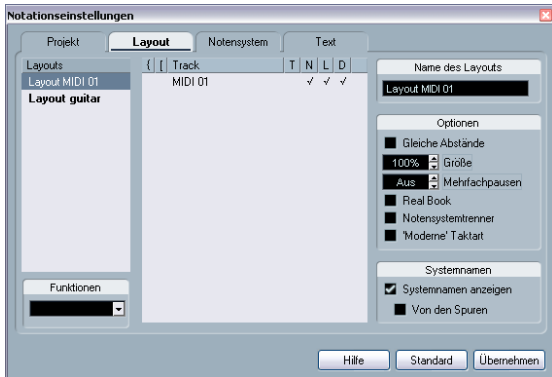 Notationseinstellungen
Projekt
Layout
Notensystem
Text
Layouts
Layout MIDI 01
Layout guitar
{ [ Track T N L D
MIDI 01 √ √ √
Name des Layouts
Layout MIDI 01
Optionen
Gleiche Abstände
100% Größe
Aus Mehrfachpausen
Real Book
Notensystemtrenner
'Moderne' Taktart
Systemnamen
Systemnamen anzeigen
Von den Spuren
Funktionen
Hilfe
Standard
Übernehmen